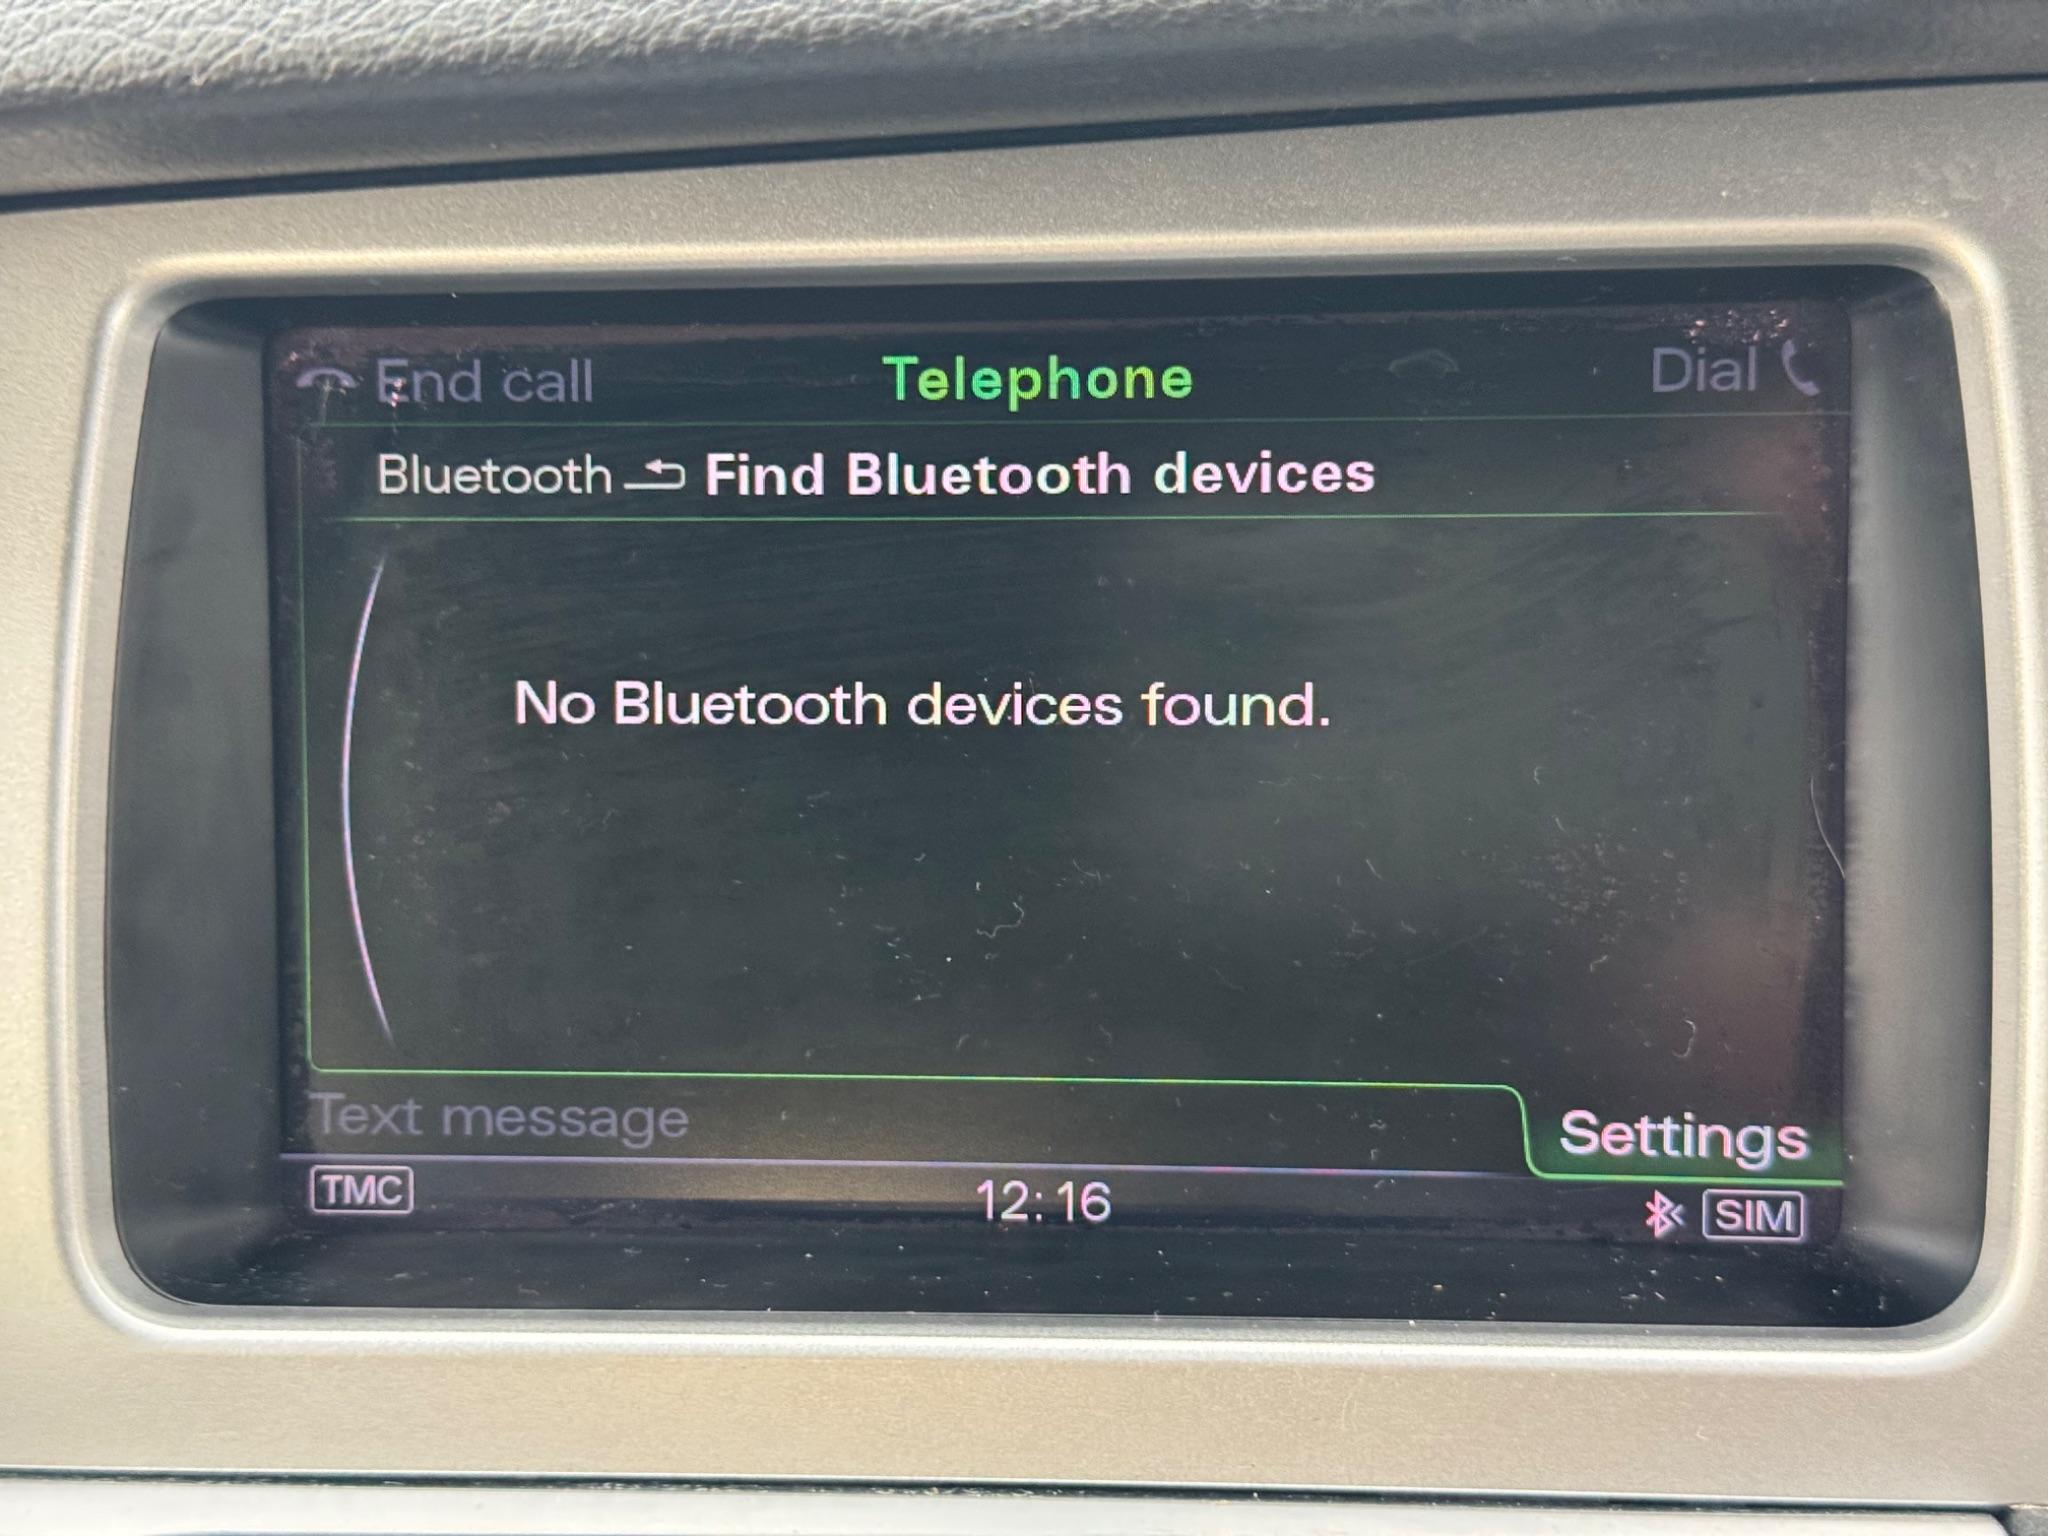 End call Telephone Dial
Bluetooth Find Bluetooth devices
No Bluetooth devices found.
Text message Settings
TMC 12:16 SIM